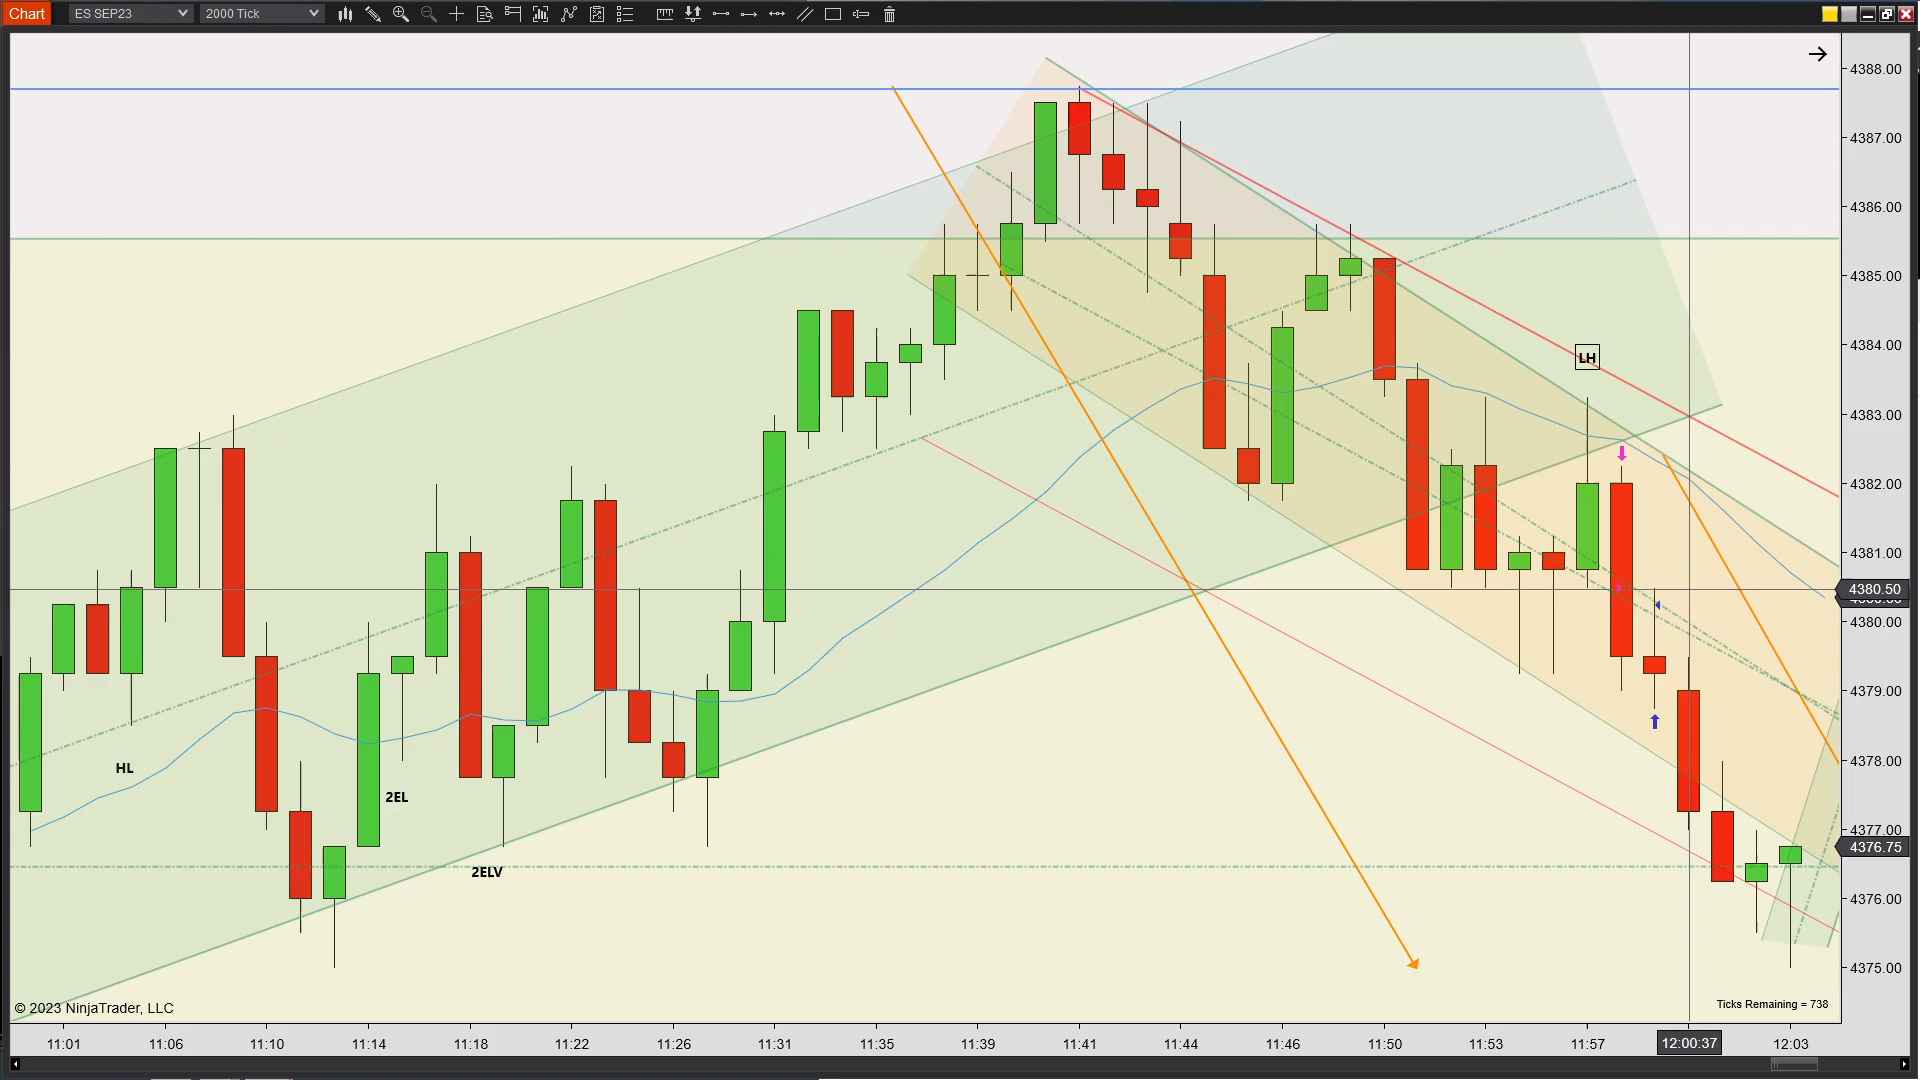 Chart ES SEP23 2000 Tick
4388.00
4387.00
4386.00
4385.00
4384.00
LH
4383.00
4382.00
4381.00
4380.50
4380.00
4379.00
4378.00
HL
2EL
4377.00
4376.75
2ELV
4376.00
4375.00
© 2023 NinjaTrader, LLC
Ticks Remaining = 738
11:01 11:06 11:10 11:14 11:18 11:22 11:26 11:31 11:35 11:39 11:41 11:44 11:46 11:50 11:53 11:57 12:00:37 12:03